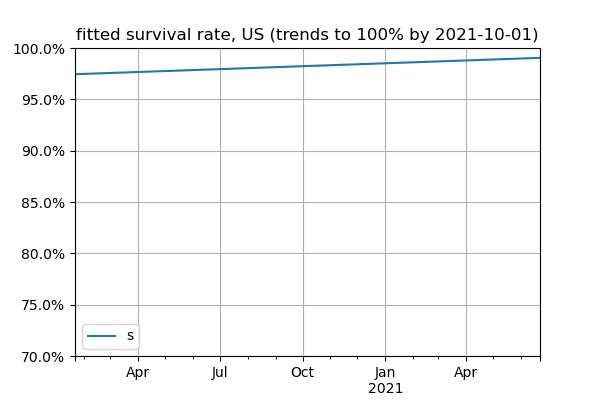 fitted survival rate, US (trends to 100% by 2021-10-01)
100.0%
95.0%
90.0%
85.0%
80.0%
75.0%
70.0%
s
Apr Jul Oct Jan Apr
2021